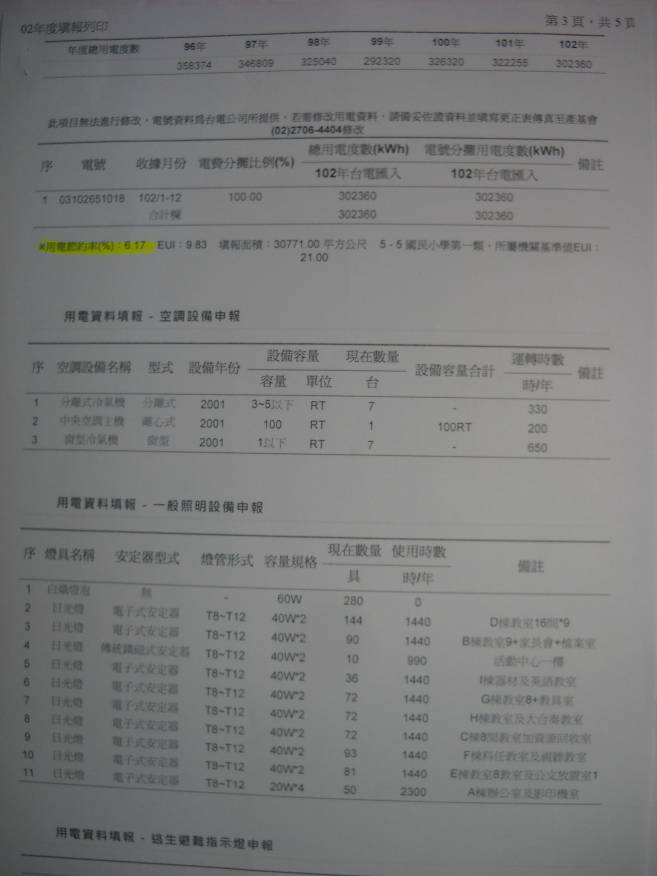 02年度填報列印 第 3 頁，共 5 頁
年度總用電度數 96年 97年 98年 99年 100年 101年 102年
358374 346809 325040 292320 326320 322255 302360
此項目無法進行修改，電號資料為台電公司所提供，若需修改用電資料，請備妥佐證資料並填寫更正表傳真至產基會
(02)2706-4404修改
序 電號 收據月份 電費分攤比例(%) 總用電度數(kWh) 電號分攤用電度數(kWh) 備註
102年台電匯入 102年台電匯入
1 03102651018 102/1-12 100.00 302360 302360
合計欄 302360 302360
※用電節約率(%)：6.17 EUI：9.83 填報面積：30771.00 平方公尺 5 - 5 國民小學第一類，所屬機關基準值EUI：
21.00
用電資料填報 - 空調設備申報
序 空調設備名稱 型式 設備年份 設備容量 現在數量 設備容量合計 運轉時數 備註
容量 單位 台 時/年
1 分離式冷氣機 分離式 2001 3~5以下 RT 7 - 330
2 中央空調主機 離心式 2001 100 RT 1 100RT 200
3 窗型冷氣機 窗型 2001 1以下 RT 7 - 650
用電資料填報 - 一般照明設備申報
序 燈具名稱 安定器型式 燈管形式 容量規格 現在數量 使用時數 備註
具 時/年
1 白熾燈泡 無 - 60W 280 0
2 日光燈 電子式安定器 T8~T12 40W*2 144 1440 D棟教室16間*9
3 日光燈 電子式安定器 T8~T12 40W*2 90 1440 B棟教室9+家長會+檔案室
4 日光燈 傳統鐵磁式安定器 T8~T12 40W*2 10 990 活動中心一樓
5 日光燈 電子式安定器 T8~T12 40W*2 36 1440 I棟器材及英語教室
6 日光燈 電子式安定器 T8~T12 40W*2 72 1440 G棟教室8+教具室
7 日光燈 電子式安定器 T8~T12 40W*2 72 1440 H棟教室及大合奏教室
8 日光燈 電子式安定器 T8~T12 40W*2 72 1440 C棟8間教室加資源回收室
9 日光燈 電子式安定器 T8~T12 40W*2 93 1440 F棟科任教室及視聽教室
10 日光燈 電子式安定器 T8~T12 40W*2 81 1440 E棟教室8教室及公文放置室1
11 日光燈 電子式安定器 T8~T12 20W*4 50 2300 A棟辦公室及影印機室
用電資料填報 - 逃生避難指示燈申報